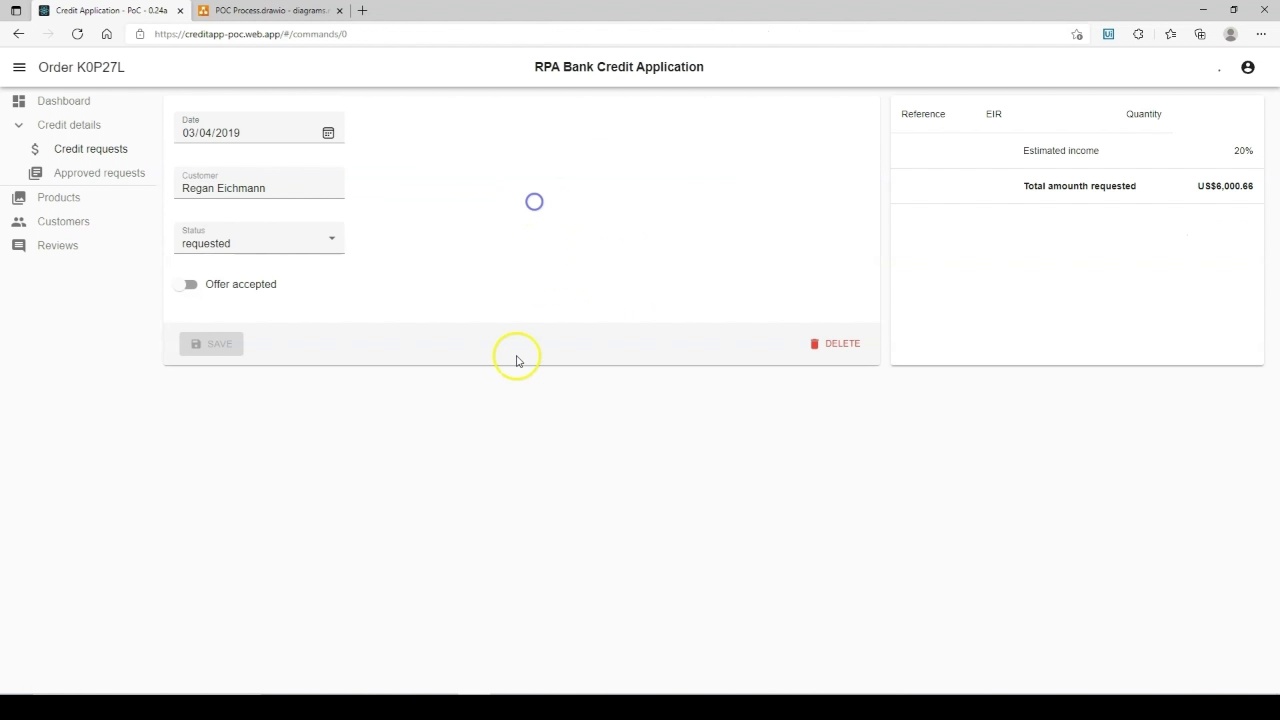 Credit Application - PoC - 0.24a
POC Process.drawio - diagrams.
https://creditapp-poc.web.app/#/commands/0
Order K0P27L
RPA Bank Credit Application
Dashboard
Credit details
Credit requests
Approved requests
Products
Customers
Reviews
Date
03/04/2019
Customer
Regan Eichmann
Status
requested
Offer accepted
SAVE
DELETE
Reference EIR Quantity
Estimated income 20%
Total amounth requested US$6,000.66